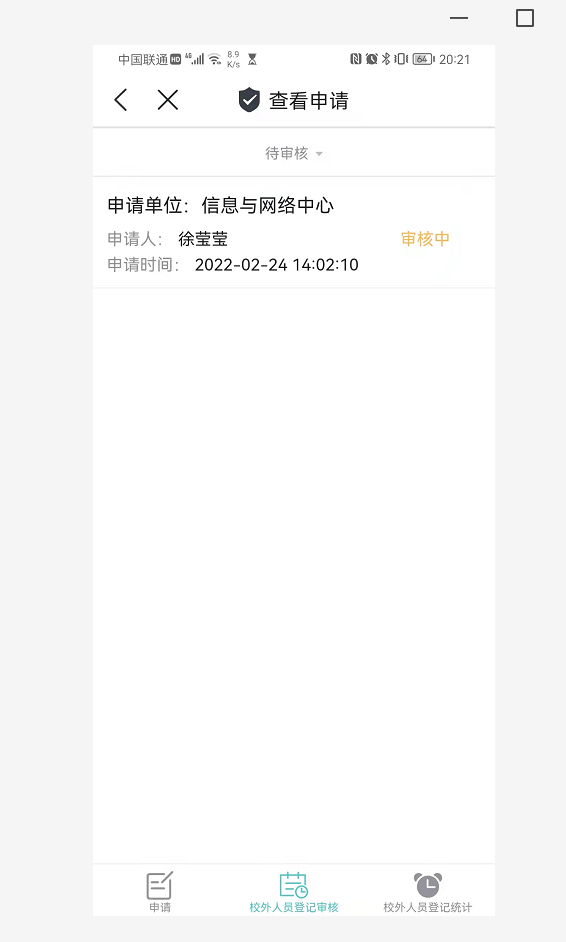 中国联通 HD 4G 8.9 K/s 64 20:21
查看申请
待审核
申请单位：信息与网络中心
申请人：徐莹莹 审核中
申请时间：2022-02-24 14:02:10
申请 校外人员登记审核 校外人员登记统计